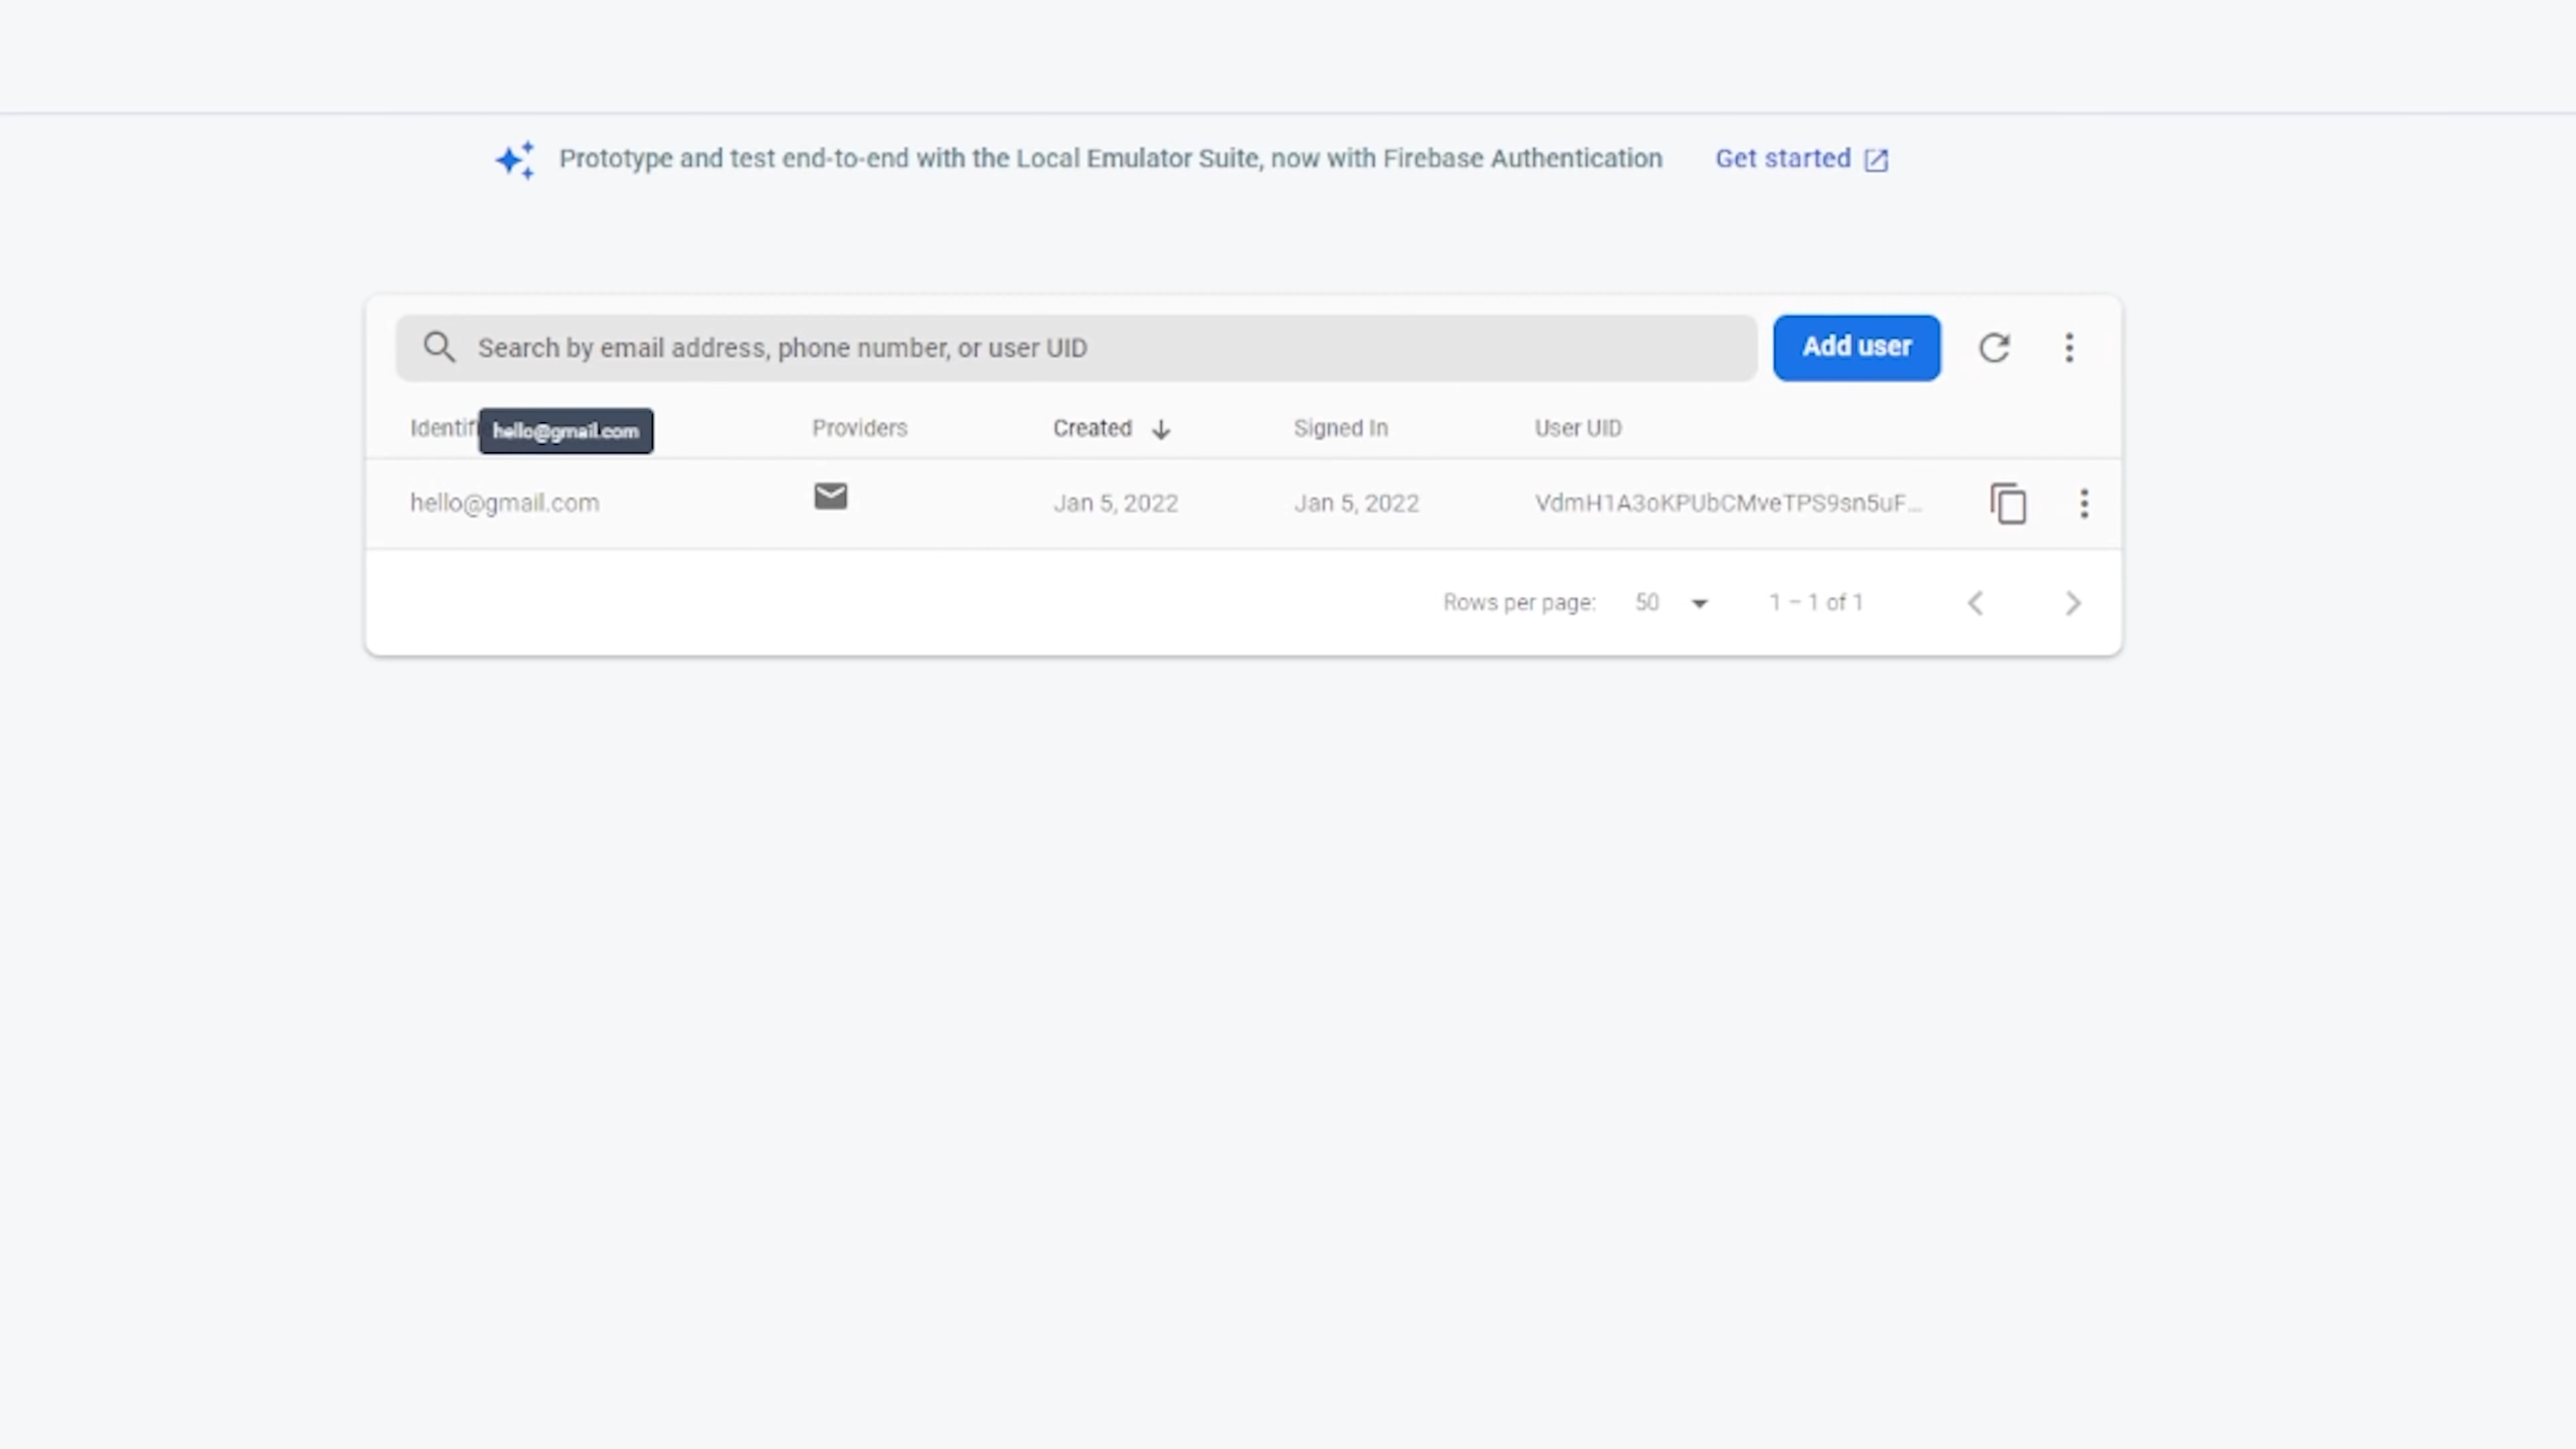 Prototype and test end-to-end with the Local Emulator Suite, now with Firebase Authentication Get started
Search by email address, phone number, or user UID Add user
Identif hello@gmail.com Providers Created Signed In User UID
hello@gmail.com Jan 5, 2022 Jan 5, 2022 VdmH1A3oKPUbCMveTPS9sn5uF...
Rows per page: 50 1 – 1 of 1